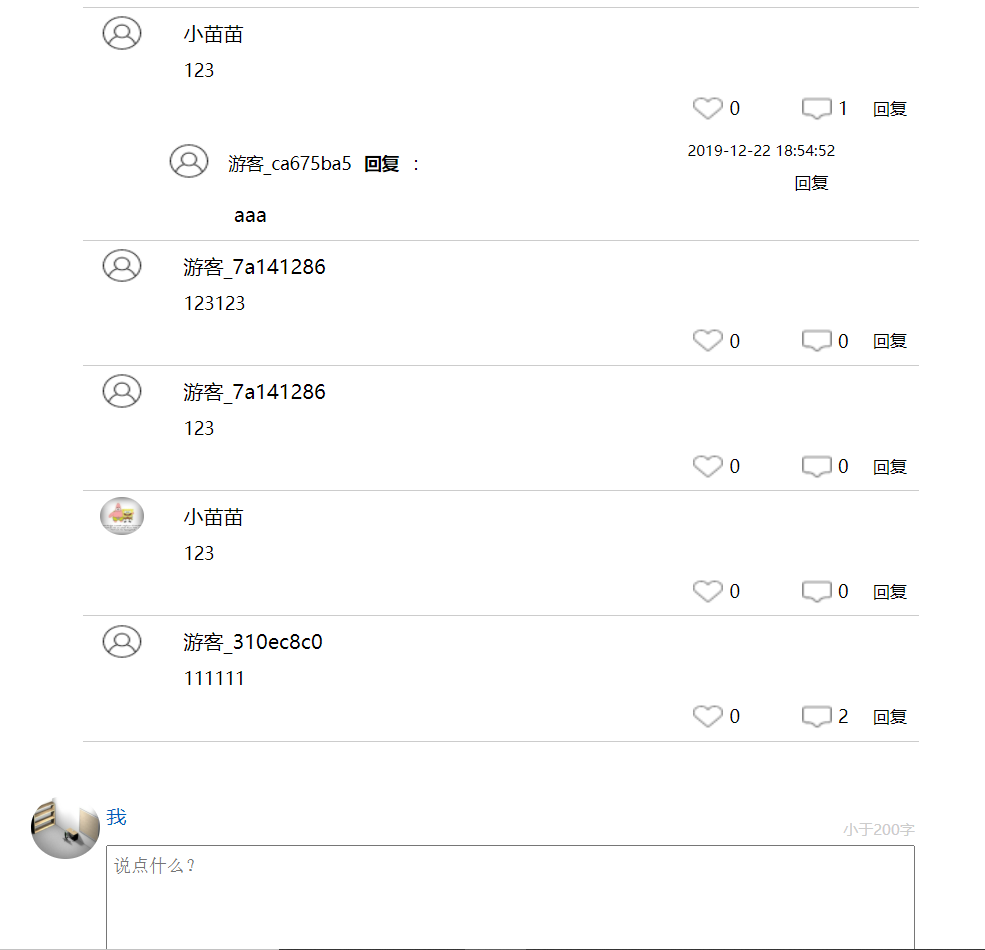 小苗苗
123
0 1 回复
游客_ca675ba5 回复 : 2019-12-22 18:54:52
回复
aaa
游客_7a141286
123123
0 0 回复
游客_7a141286
123
0 0 回复
小苗苗
123
0 0 回复
游客_310ec8c0
111111
0 2 回复
我
小于200字
说点什么?